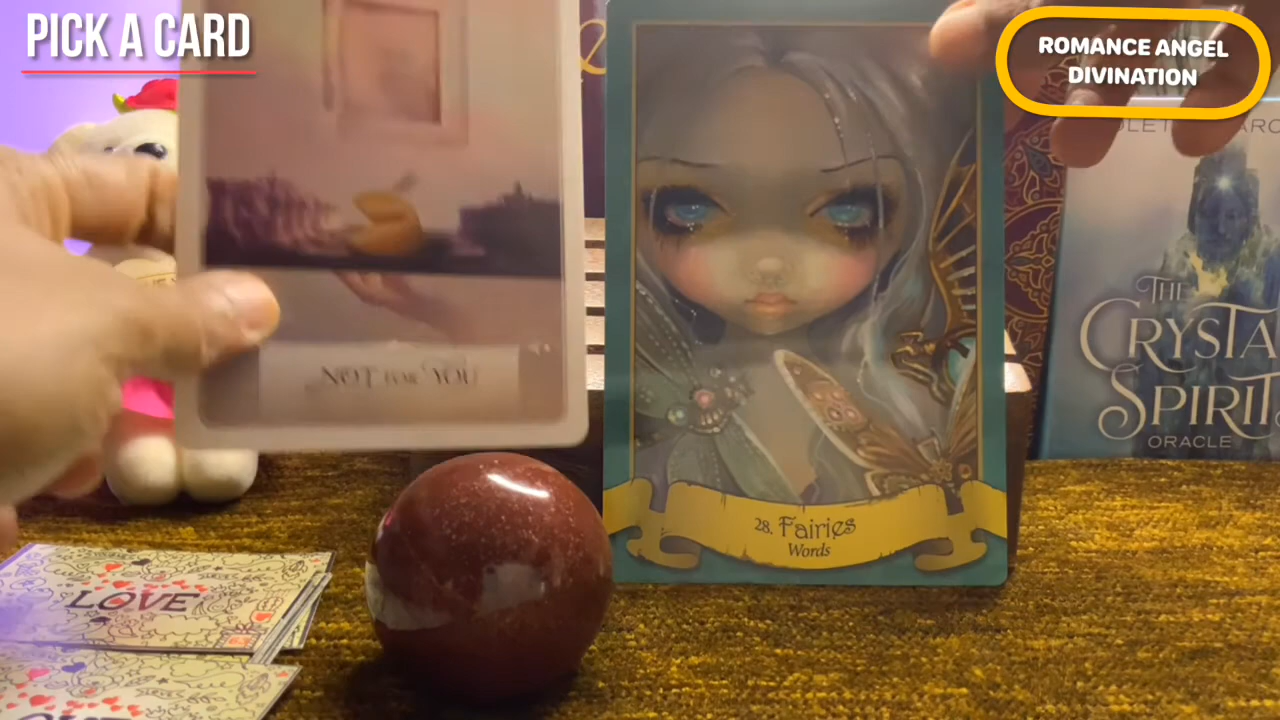 PICK A CARD
ROMANCE ANGEL
DIVINATION
NOT FOR YOU
28. Fairies
Words
THE
CRYSTA
SPIRIT
ORACLE
LOVE